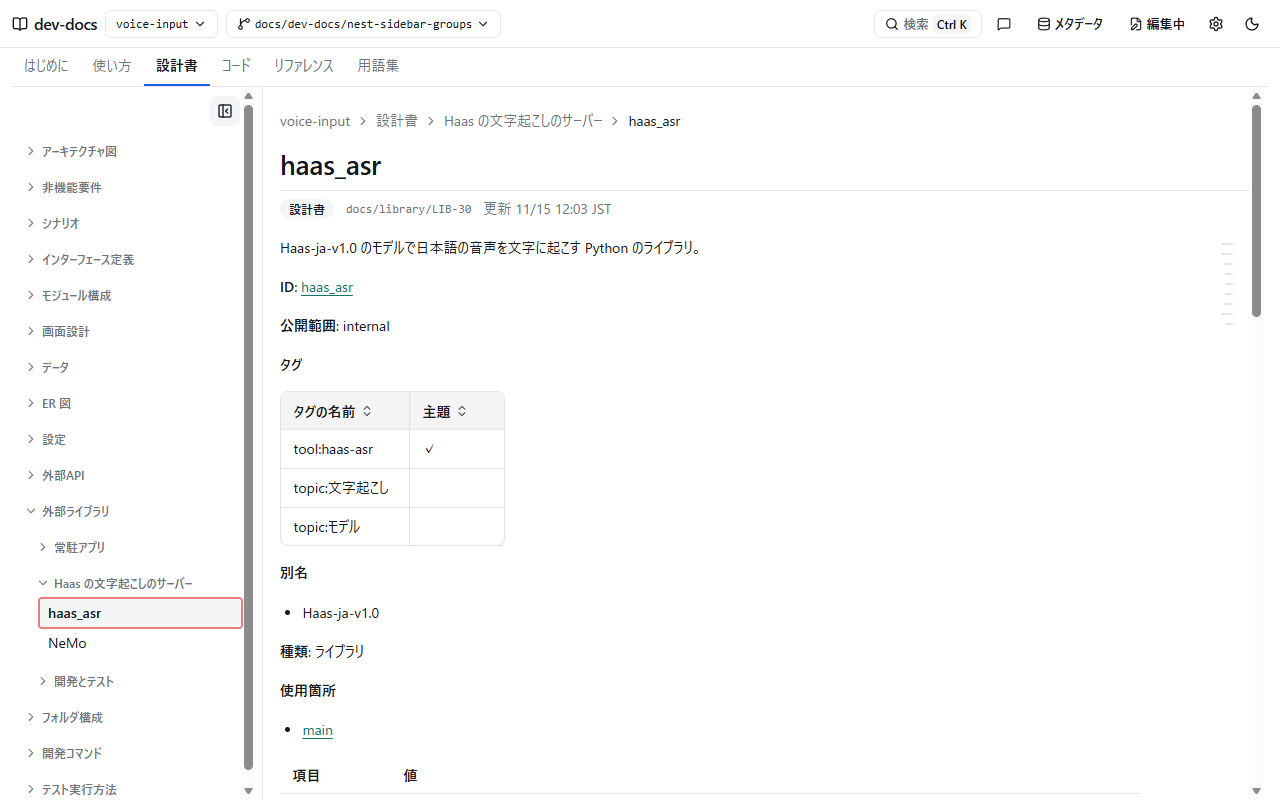 dev-docs
voice-input
docs/dev-docs/nest-sidebar-groups
検索 Ctrl K
メタデータ
編集中
はじめに 使い方 設計書 コード リファレンス 用語集
アーキテクチャ図
非機能要件
シナリオ
インターフェース定義
モジュール構成
画面設計
データ
ER 図
設定
外部API
外部ライブラリ
常駐アプリ
Haas の文字起こしのサーバー
haas_asr
NeMo
開発とテスト
フォルダ構成
開発コマンド
テスト実行方法
voice-input > 設計書 > Haas の文字起こしのサーバー > haas_asr
haas_asr
設計書 docs/library/LIB-30 更新 11/15 12:03 JST
Haas-ja-v1.0 のモデルで日本語の音声を文字に起こす Python のライブラリ。
ID: haas_asr
公開範囲: internal
タグ
タグの名前 主題
tool:haas-asr ✓
topic:文字起こし
topic:モデル
別名
Haas-ja-v1.0
種類: ライブラリ
使用箇所
main
項目 値